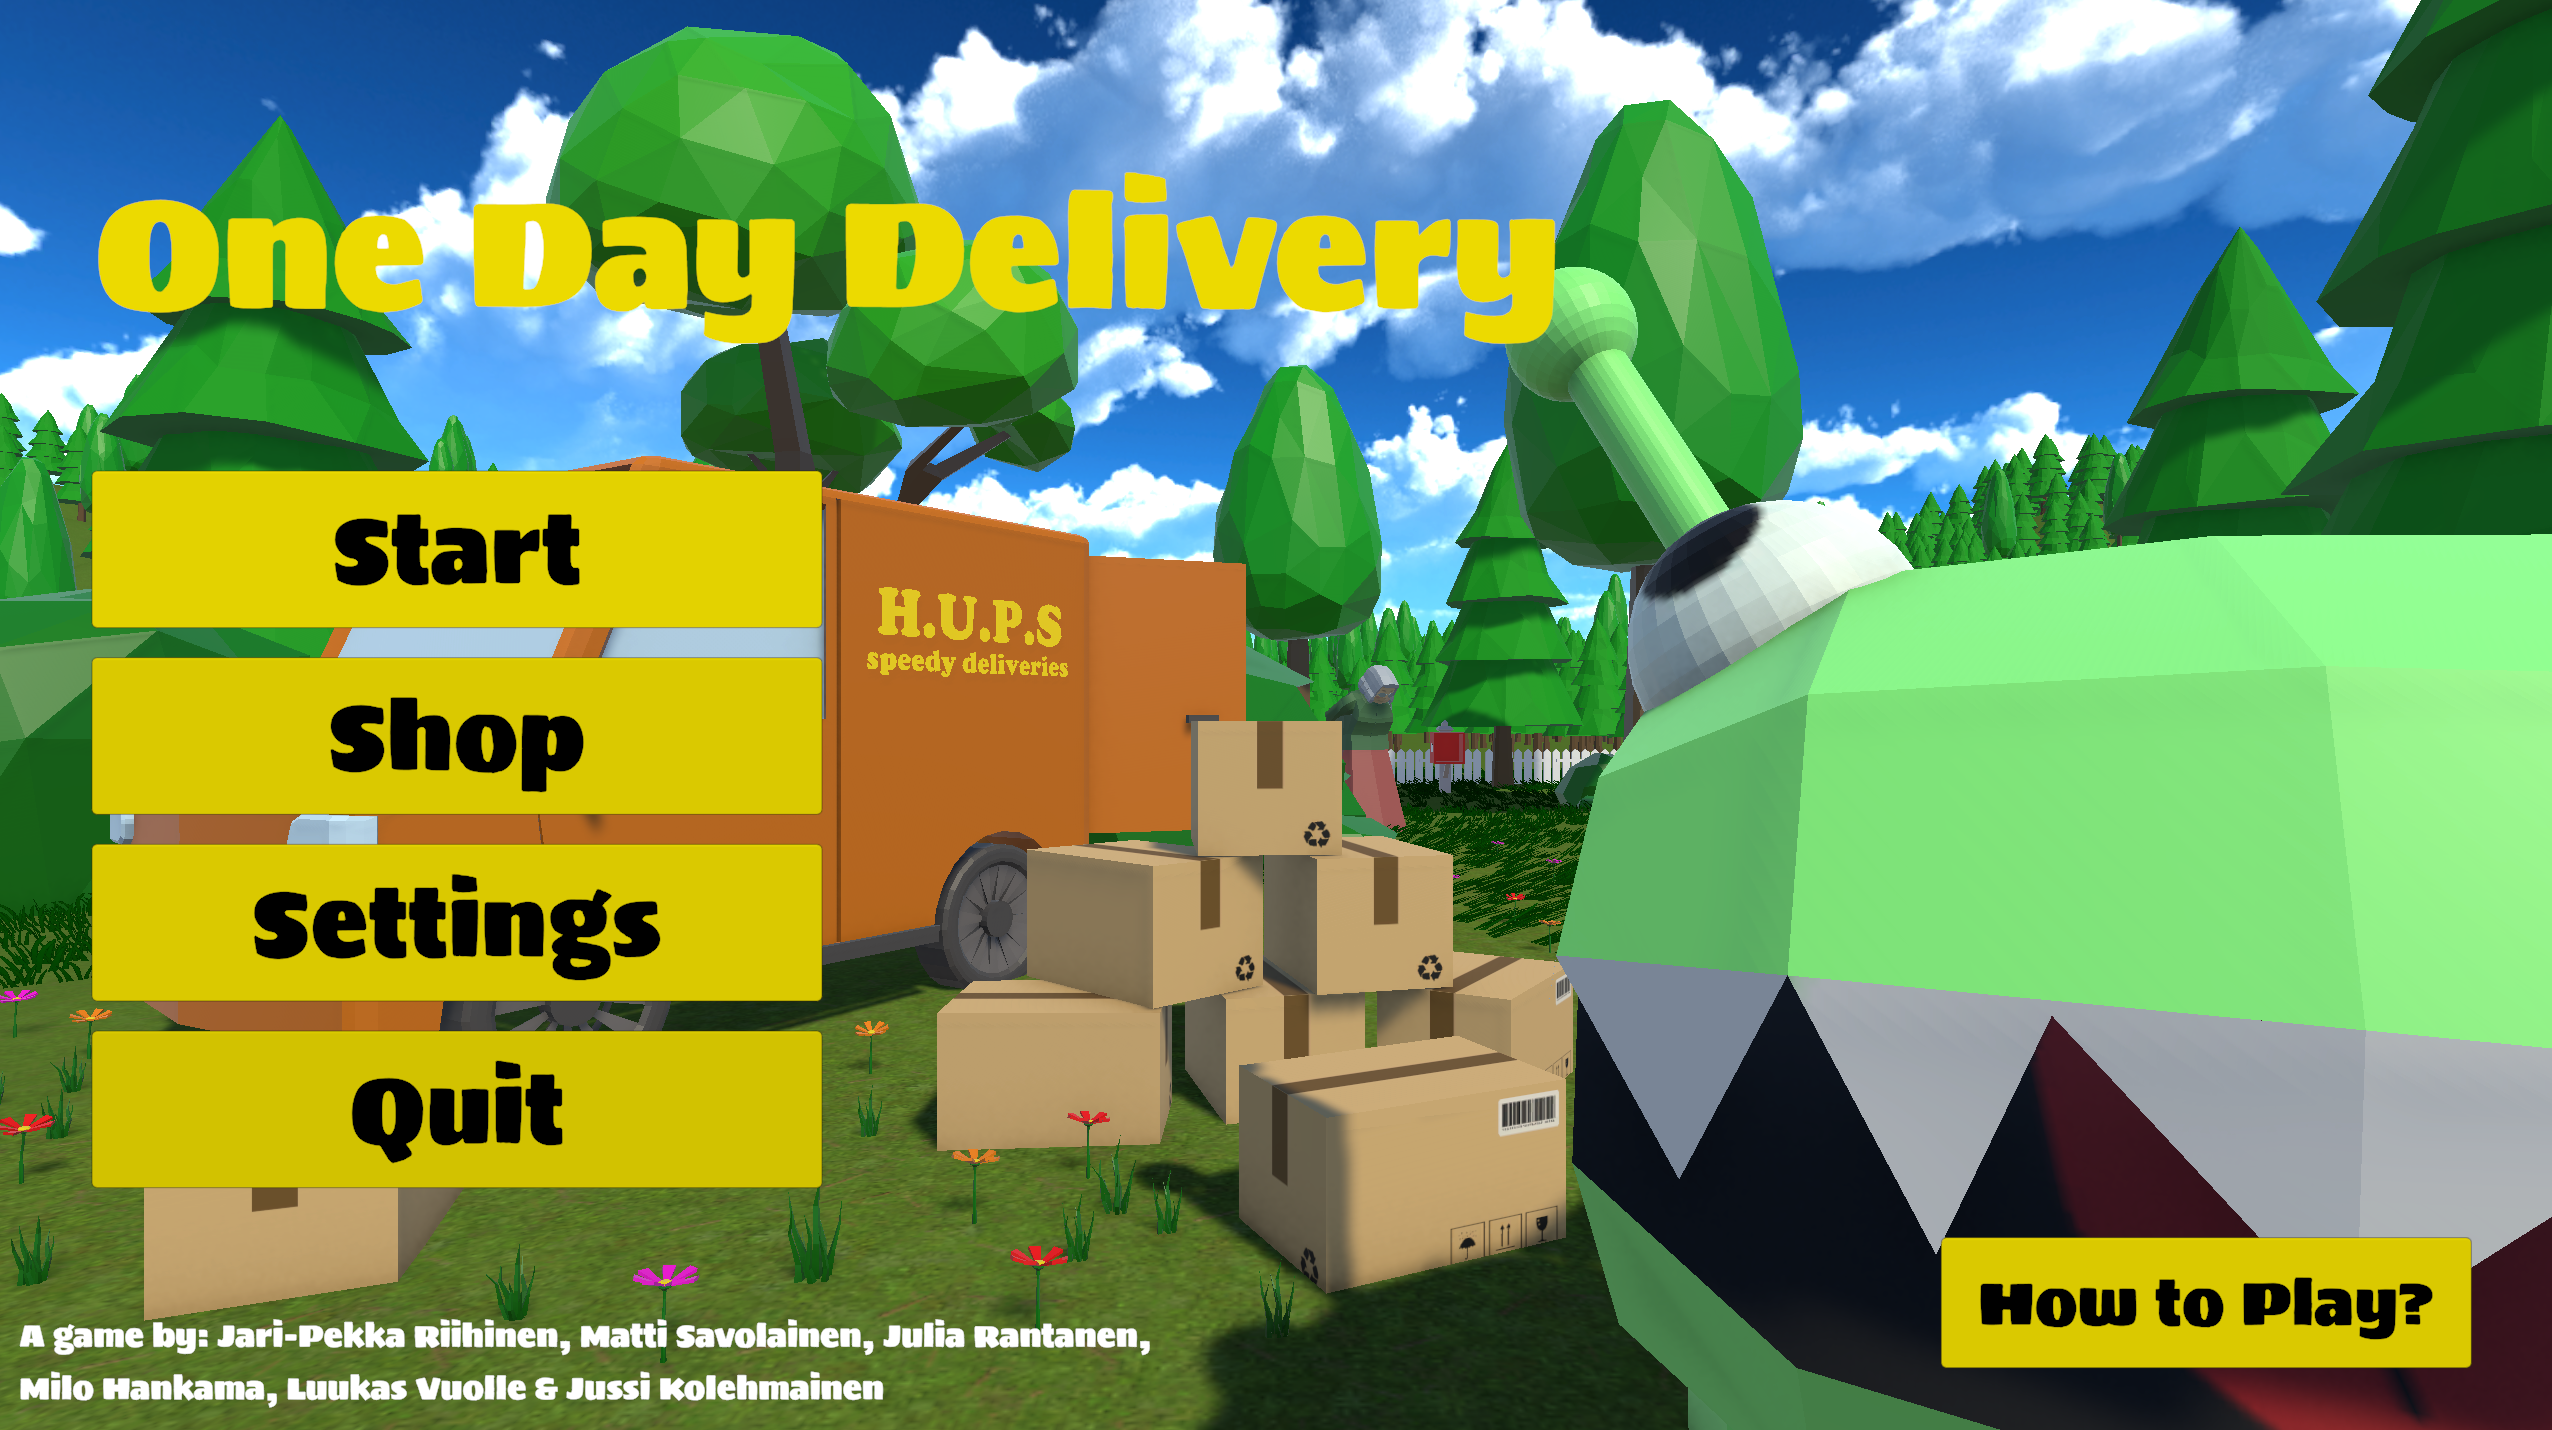 One Day Delivery
Start
H.U.P.S
speedy deliveries
Shop
Settings
Quit
How to Play?
A game by: Jari-Pekka Riihinen, Matti Savolainen, Julia Rantanen,
Milo Hankama, Luukas Vuolle & Jussi Kolehmainen